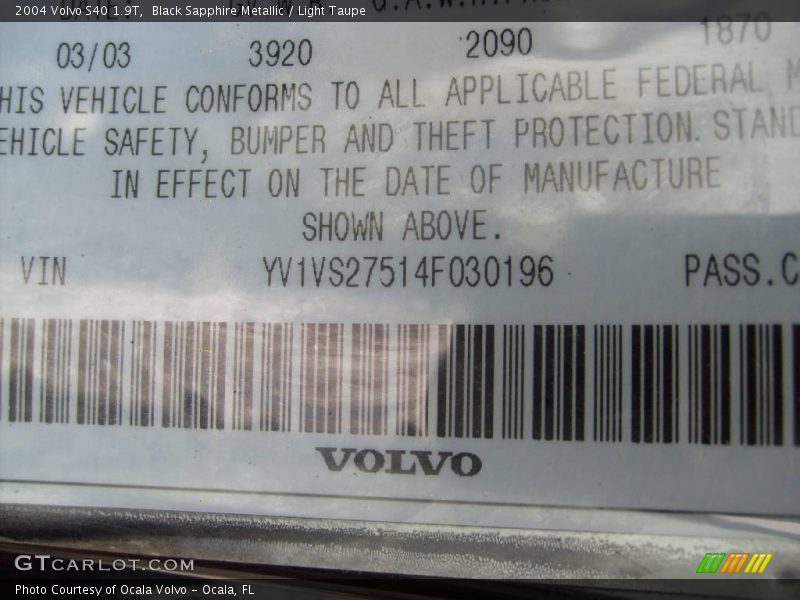 2004 Volvo S40 1.9T, Black Sapphire Metallic / Light Taupe
03/03 3920 2090 1870
HIS VEHICLE CONFORMS TO ALL APPLICABLE FEDERAL M
EHICLE SAFETY, BUMPER AND THEFT PROTECTION. STAND
IN EFFECT ON THE DATE OF MANUFACTURE
SHOWN ABOVE.
VIN YV1VS27514F030196 PASS.C
VOLVO
GTCARLOT.COM
Photo Courtesy of Ocala Volvo – Ocala, FL